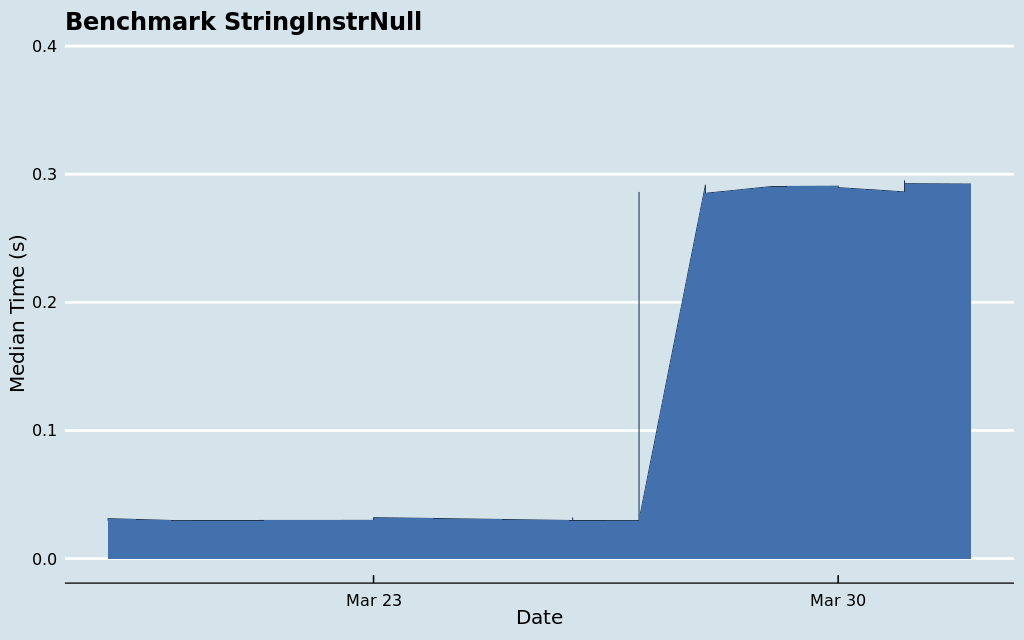 Benchmark StringInstrNull
0.4
0.3
0.2
0.1
0.0
Median Time (s)
Mar 23
Mar 30
Date